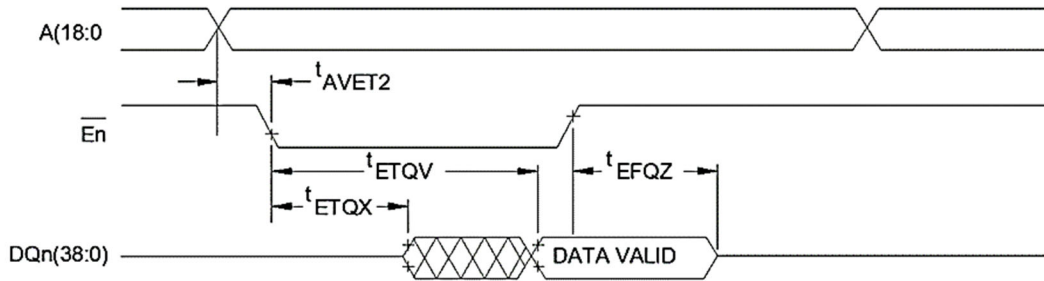 A(18:0
tAVET2
En
tETQV
tEFQZ
tETQX
DQn(38:0)
DATA VALID